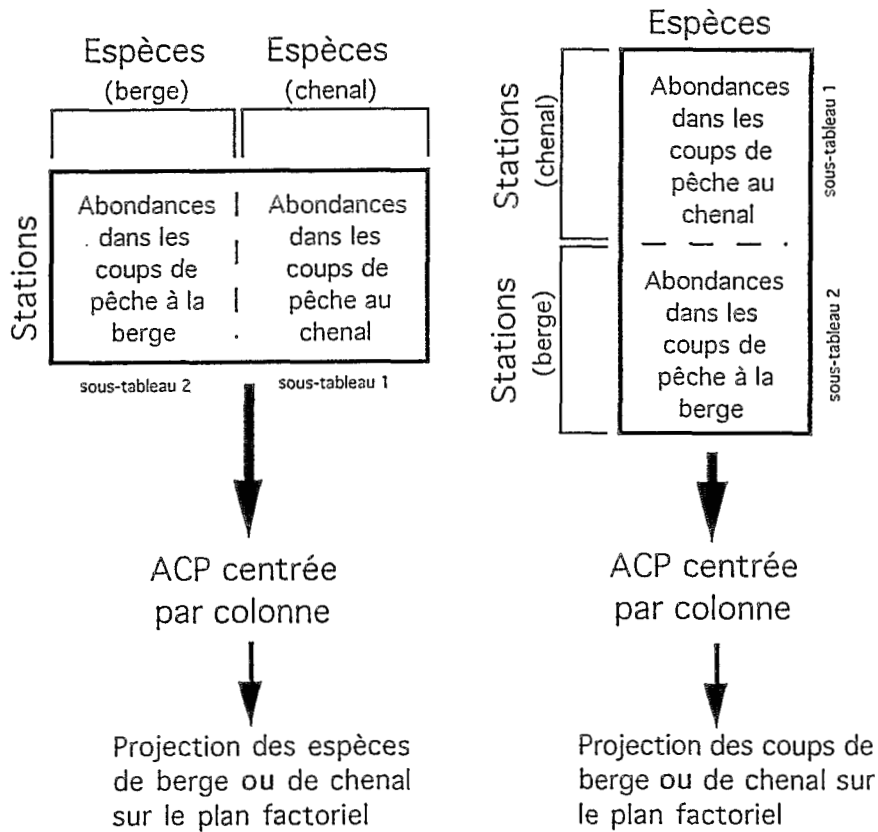 Espèces
(berge)
Espèces
(chenal)
Stations
Abondances
dans les
coups de
pêche à la
berge
Abondances
dans les
coups de
pêche au
chenal
sous-tableau 2
sous-tableau 1
ACP centrée
par colonne
Projection des espèces
de berge ou de chenal
sur le plan factoriel
Espèces
Stations
(chenal)
Abondances
dans les
coups de
pêche au
chenal
sous-tableau 1
Stations
(berge)
Abondances
dans les
coups de
pêche à la
berge
sous-tableau 2
ACP centrée
par colonne
Projection des coups de
berge ou de chenal sur
le plan factoriel